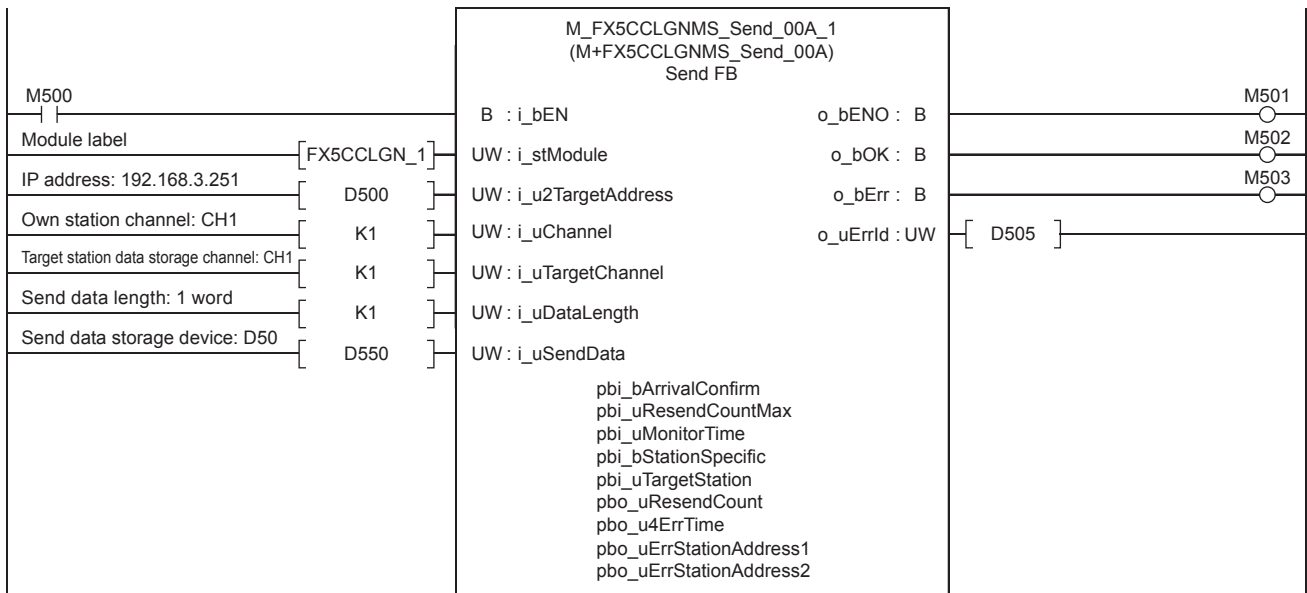 M_FX5CCLGNMS_Send_00A_1
(M+FX5CCLGNMS_Send_00A)
Send FB
M500
B : i_bEN
o_bENO : B
M501
Module label
FX5CCLGN_1
UW : i_stModule
o_bOK : B
M502
IP address: 192.168.3.251
D500
UW : i_u2TargetAddress
o_bErr : B
M503
Own station channel: CH1
K1
UW : i_uChannel
o_uErrId : UW
D505
Target station data storage channel: CH1
K1
UW : i_uTargetChannel
Send data length: 1 word
K1
UW : i_uDataLength
Send data storage device: D50
D550
UW : i_uSendData
pbi_bArrivalConfirm
pbi_uResendCountMax
pbi_uMonitorTime
pbi_bStationSpecific
pbi_uTargetStation
pbo_uResendCount
pbo_u4ErrTime
pbo_uErrStationAddress1
pbo_uErrStationAddress2